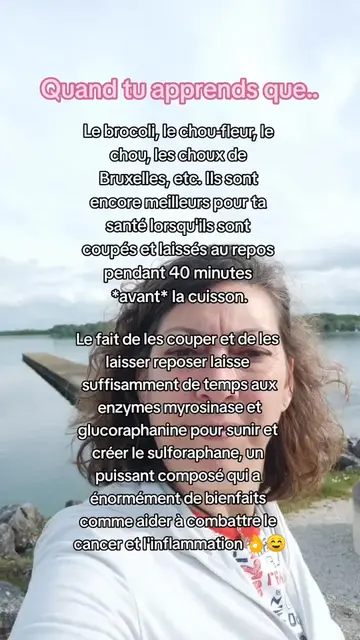 Quand tu apprends que..
Le brocoli, le chou-fleur, le
chou, les choux de
Bruxelles, etc. Ils sont
encore meilleurs pour ta
santé lorsqu'ils sont
coupés et laissés au repos
pendant 40 minutes
*avant* la cuisson.
Le fait de les couper et de les
laisser reposer laisse
suffisamment de temps aux
enzymes myrosinase et
glucoraphanine pour sunir et
créer le sulforaphane, un
puissant composé qui a
énormément de bienfaits
comme aider à combattre le
cancer et l'inflammation 👌😊